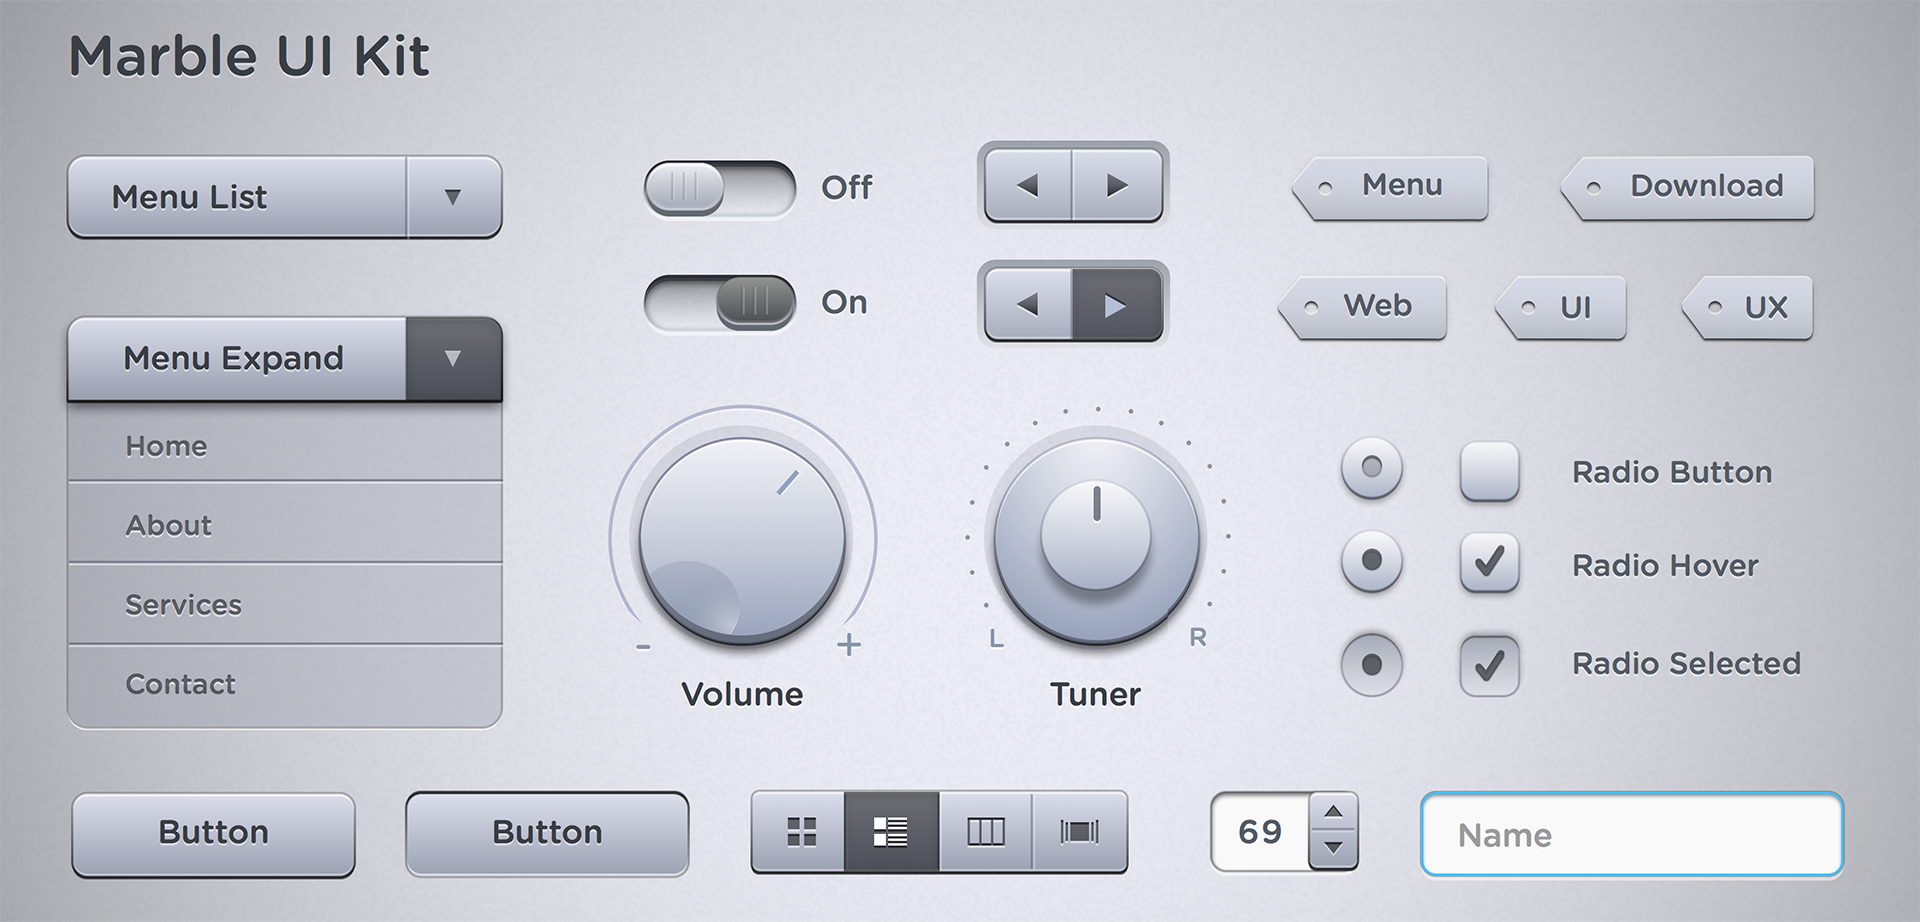 Marble UI Kit
Menu List
Off
Menu
Download
On
Web
UI
UX
Menu Expand
Home
About
Services
Contact
- +
Volume
L R
Tuner
Radio Button
Radio Hover
Radio Selected
Button
Button
69
Name